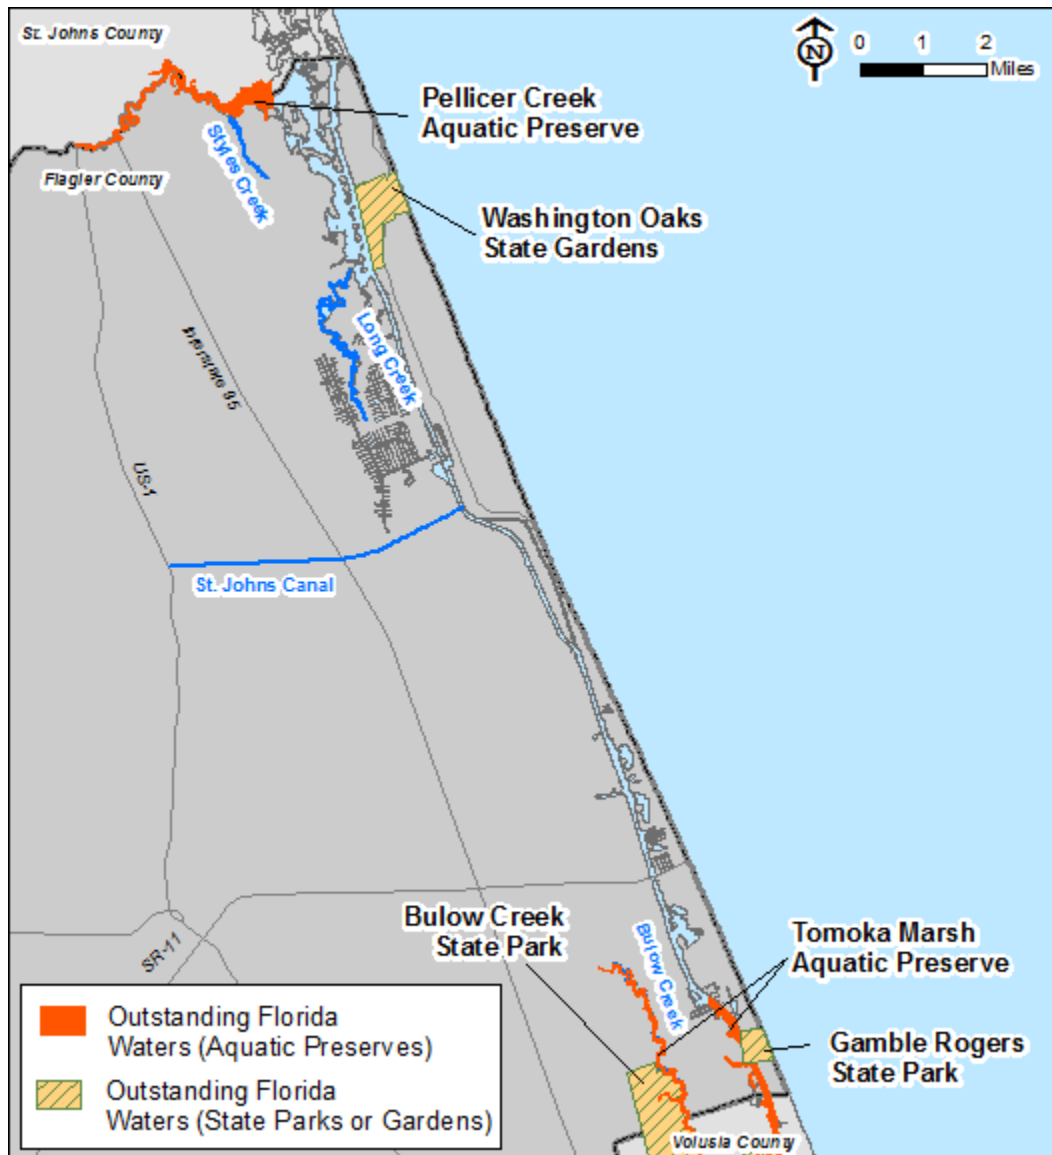 St. Johns County
N
0 1 2
Miles
Pellicer Creek
Aquatic Preserve
Styles Creek
Flagler County
Washington Oaks
State Gardens
Long Creek
Interstate 95
US-1
St. Johns Canal
Bulow Creek
State Park
Bulow Creek
Tomoka Marsh
Aquatic Preserve
SR-11
Gamble Rogers
State Park
Outstanding Florida
Waters (Aquatic Preserves)
Outstanding Florida
Waters (State Parks or Gardens)
Volusia County